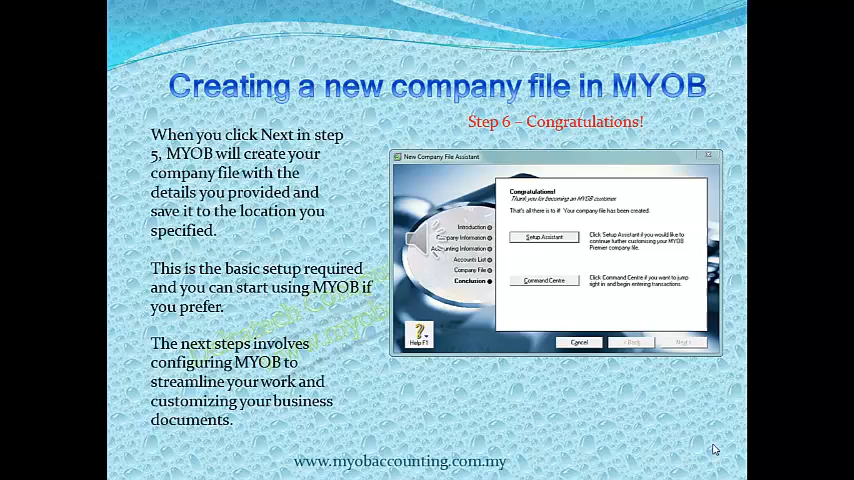 Creating a new company file in MYOB
Step 6 – Congratulations!
When you click Next in step
5, MYOB will create your
company file with the
details you provided and
save it to the location you
specified.
This is the basic setup required
and you can start using MYOB if
you prefer.
The next steps involves
configuring MYOB to
streamline your work and
customizing your business
documents.
New Company File Assistant
Introduction
Company Information
Accounting Information
Accounts List
Company File
Conclusion
Help F1
Congratulations!
Thank you for becoming an MYOB customer
That's all there is to it! Your company file has been created.
Setup Assistant
Click Setup Assistant if you would like to
continue further customising your MYOB
Premier company file.
Command Centre
Click Command Centre if you want to jump
right in and begin entering transactions.
Cancel
< Back
Next >
www.myobaccounting.com.my